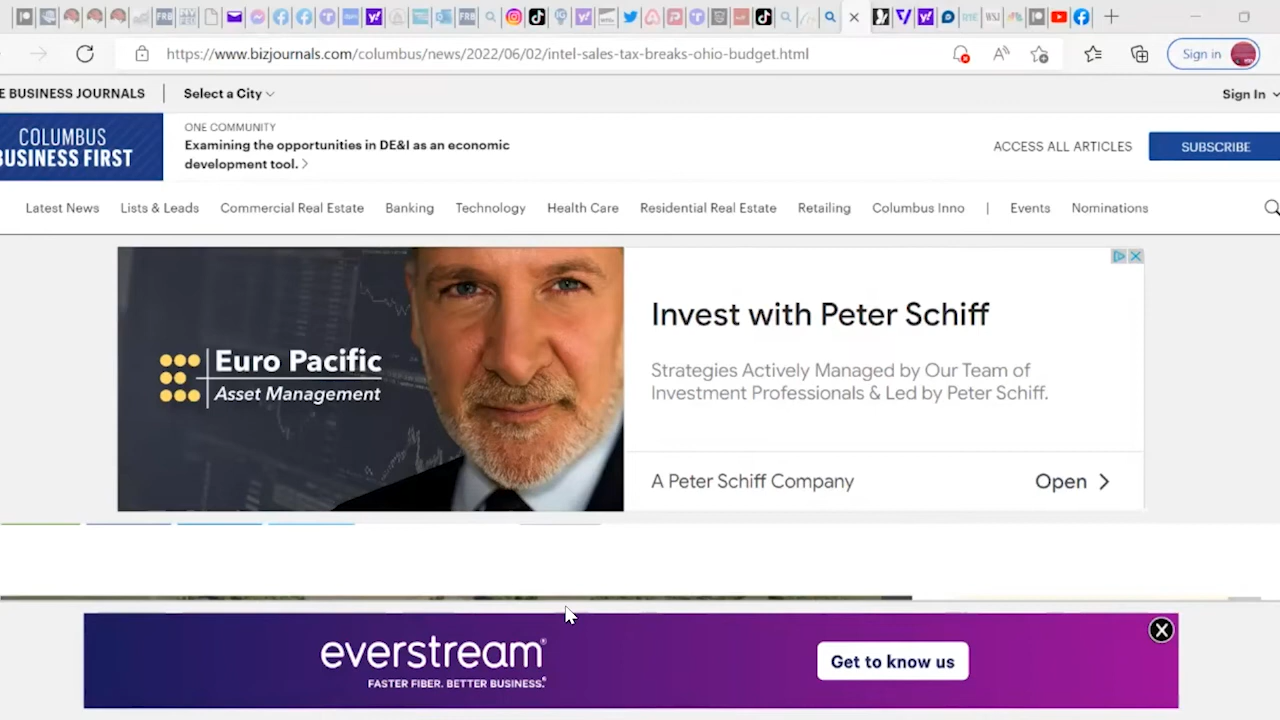 https://www.bizjournals.com/columbus/news/2022/06/02/intel-sales-tax-breaks-ohio-budget.html
Sign in
E BUSINESS JOURNALS
Select a City
Sign In
COLUMBUS
BUSINESS FIRST
ONE COMMUNITY
Examining the opportunities in DE&I as an economic
development tool.
ACCESS ALL ARTICLES
SUBSCRIBE
Latest News
Lists & Leads
Commercial Real Estate
Banking
Technology
Health Care
Residential Real Estate
Retailing
Columbus Inno
Events
Nominations
Euro Pacific
Asset Management
Invest with Peter Schiff
Strategies Actively Managed by Our Team of
Investment Professionals & Led by Peter Schiff.
A Peter Schiff Company
Open
everstream®
FASTER FIBER. BETTER BUSINESS.®
Get to know us